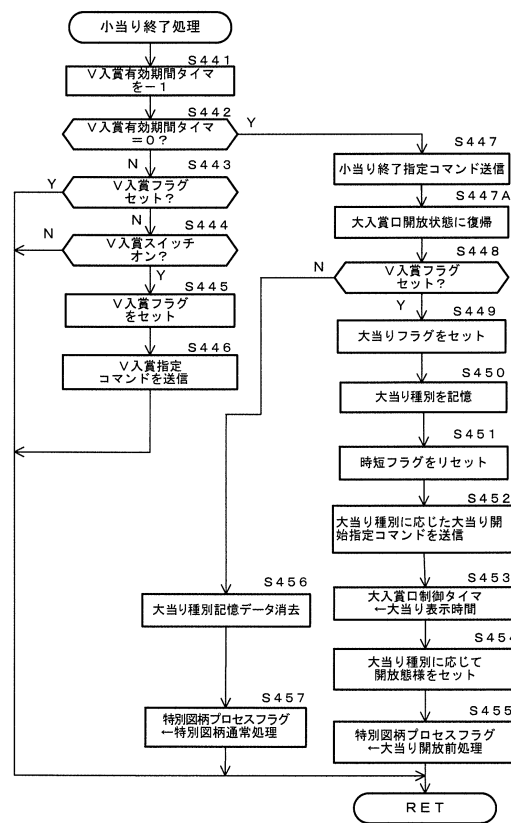 小当り終了処理
S441
V入賞有効期間タイマ
を−1
S442
V入賞有効期間タイマ
=0?
Y
N
S443
Y
V入賞フラグ
セット?
N
S444
N
V入賞スイッチ
オン?
Y
S445
V入賞フラグ
をセット
S446
V入賞指定
コマンドを送信
S447
小当り終了指定コマンド送信
S447A
大入賞口開放状態に復帰
S448
N
V入賞フラグ
セット?
Y
S449
大当りフラグをセット
S450
大当り種別を記憶
S451
時短フラグをリセット
S452
大当り種別に応じた大当り開
始指定コマンドを送信
S453
大入賞口制御タイマ
←大当り表示時間
S454
大当り種別に応じて
開放態様をセット
S455
特別図柄プロセスフラグ
←大当り開放前処理
S456
大当り種別記憶データ消去
S457
特別図柄プロセスフラグ
←特別図柄通常処理
RET